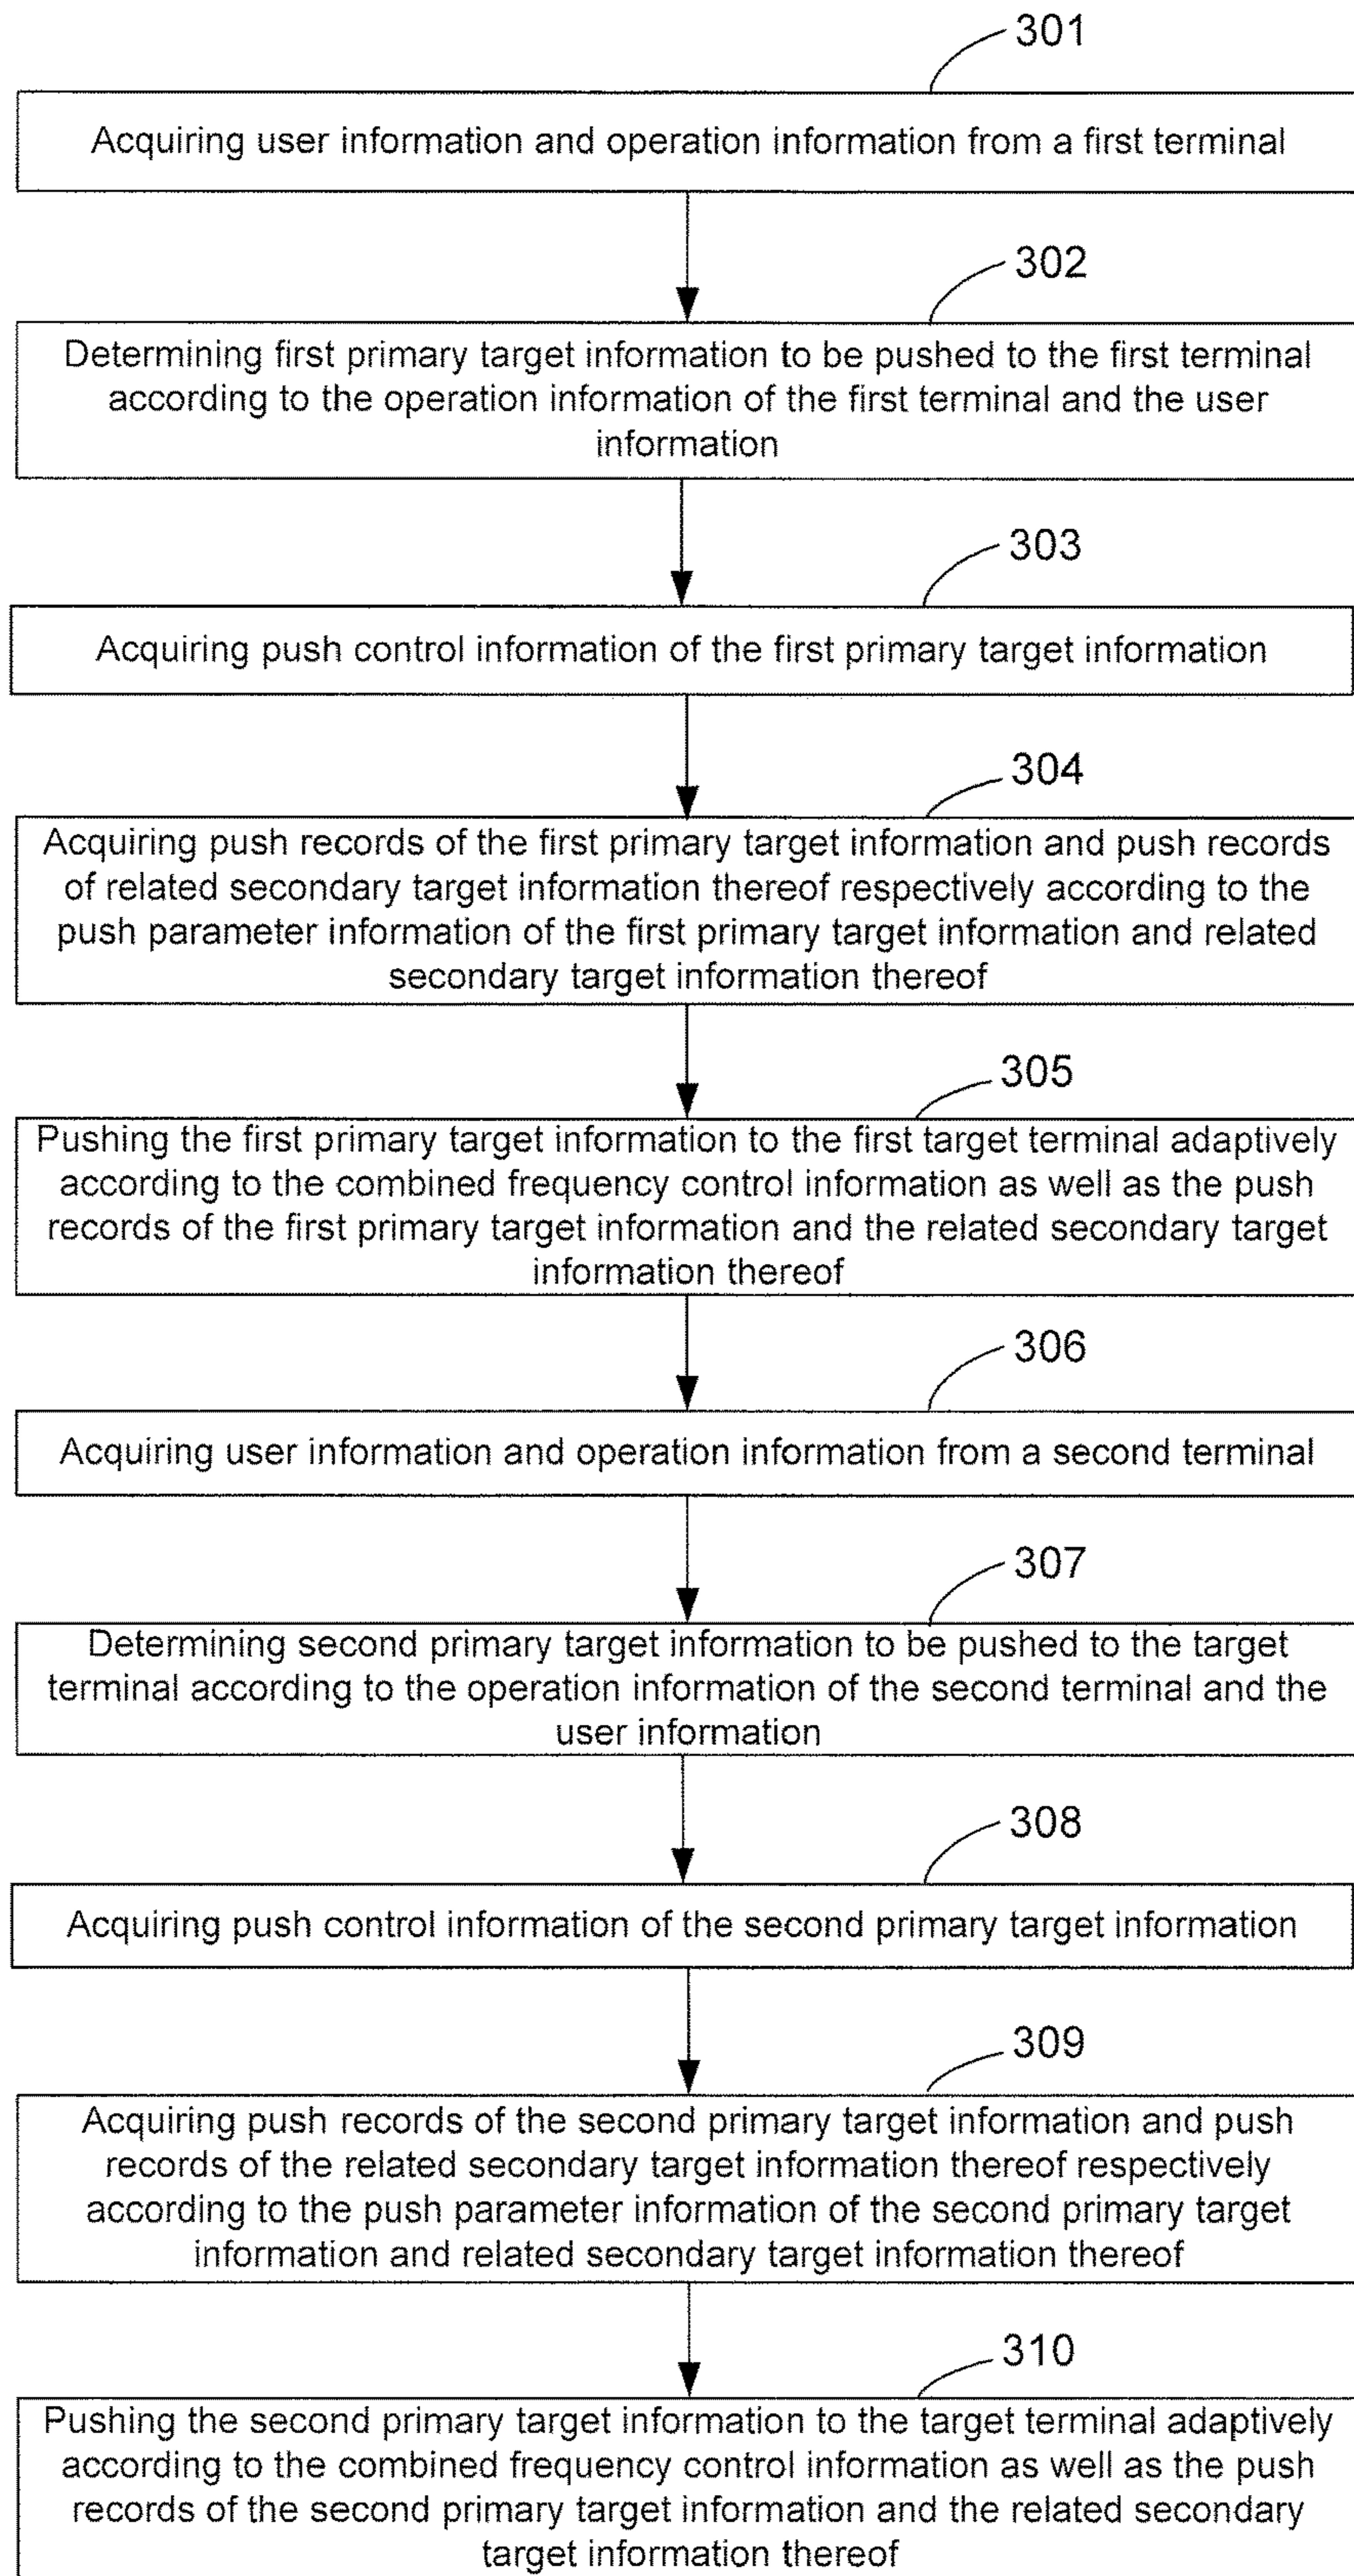 301
Acquiring user information and operation information from a first terminal
302
Determining first primary target information to be pushed to the first terminal
according to the operation information of the first terminal and the user
information
303
Acquiring push control information of the first primary target information
304
Acquiring push records of the first primary target information and push records
of related secondary target information thereof respectively according to the
push parameter information of the first primary target information and related
secondary target information thereof
305
Pushing the first primary target information to the first target terminal adaptively
according to the combined frequency control information as well as the push
records of the first primary target information and the related secondary target
information thereof
306
Acquiring user information and operation information from a second terminal
307
Determining second primary target information to be pushed to the target
terminal according to the operation information of the second terminal and the
user information
308
Acquiring push control information of the second primary target information
309
Acquiring push records of the second primary target information and push
records of the related secondary target information thereof respectively
according to the push parameter information of the second primary target
information and related secondary target information thereof
310
Pushing the second primary target information to the target terminal adaptively
according to the combined frequency control information as well as the push
records of the second primary target information and the related secondary
target information thereof